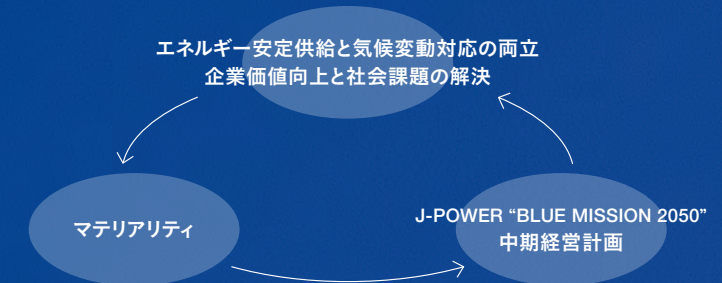 エネルギー安定供給と気候変動対応の両立
企業価値向上と社会課題の解決
マテリアリティ
J-POWER “BLUE MISSION 2050”
中期経営計画